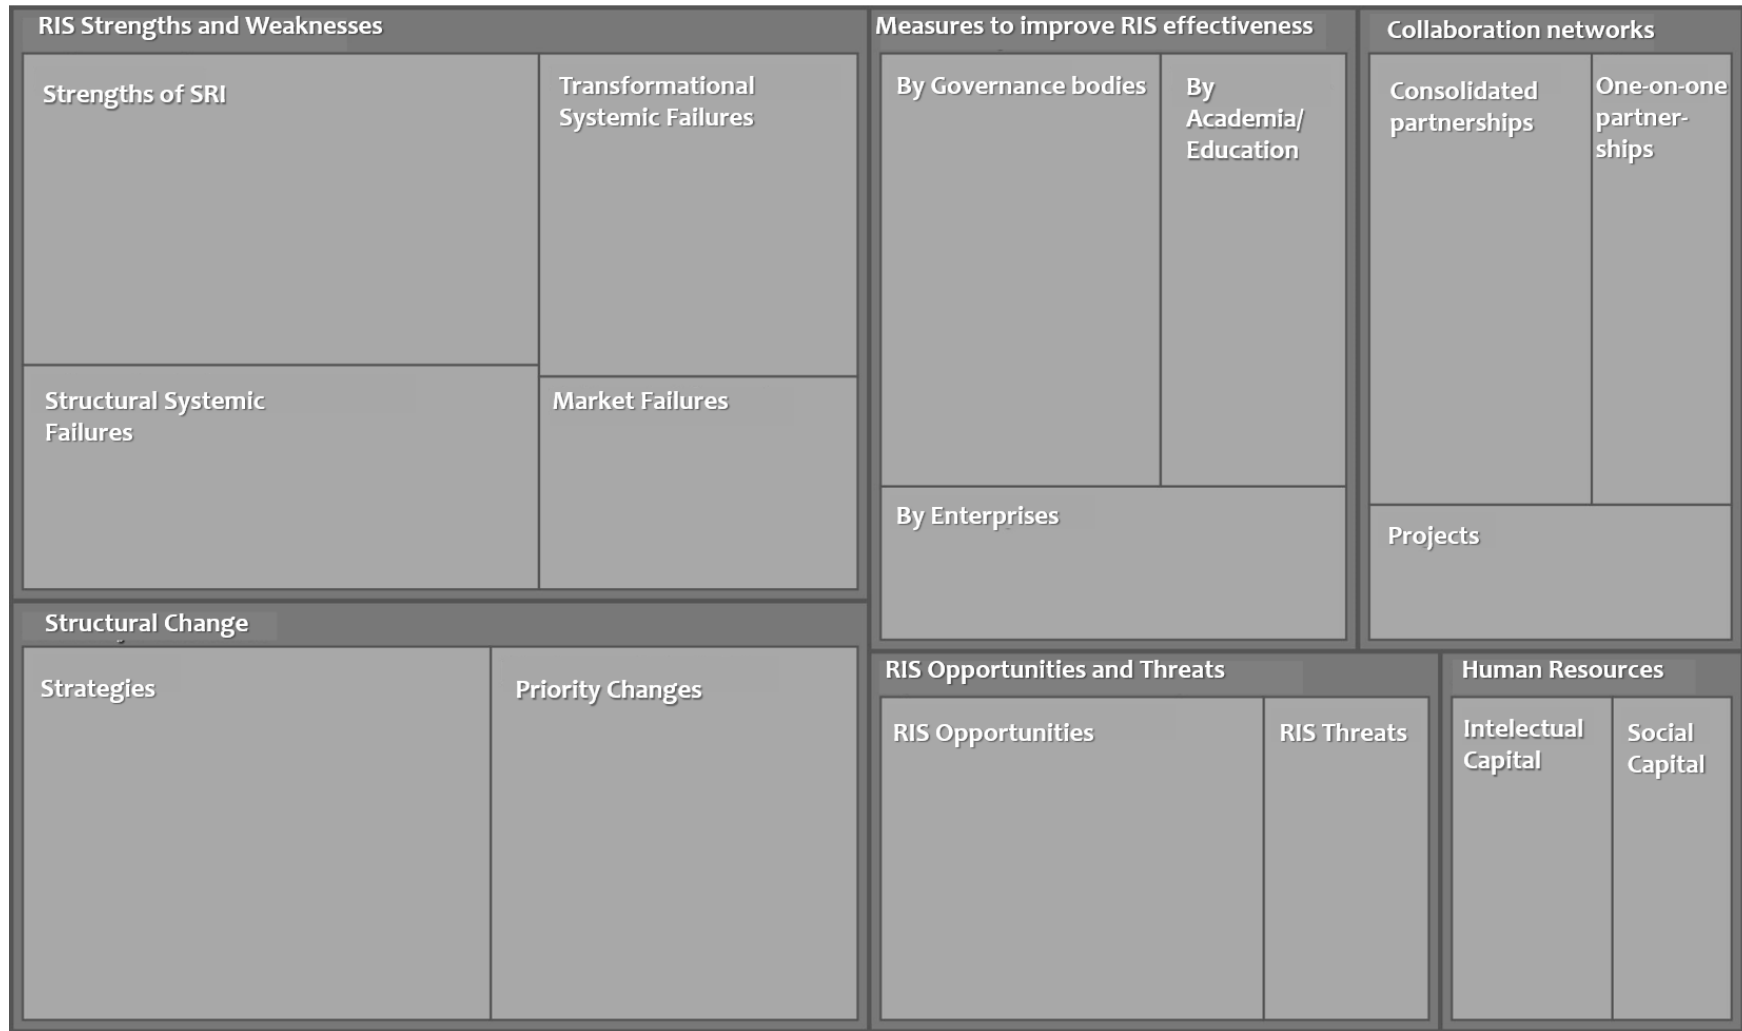 RIS Strengths and Weaknesses
Strengths of SRI
Transformational
Systemic Failures
Structural Systemic
Failures
Market Failures
Structural Change
Strategies
Priority Changes
Measures to improve RIS effectiveness
By Governance bodies
By
Academia/
Education
By Enterprises
Collaboration networks
Consolidated
partnerships
One-on-one
partner-
ships
Projects
RIS Opportunities and Threats
RIS Opportunities
RIS Threats
Human Resources
Intelectual
Capital
Social
Capital